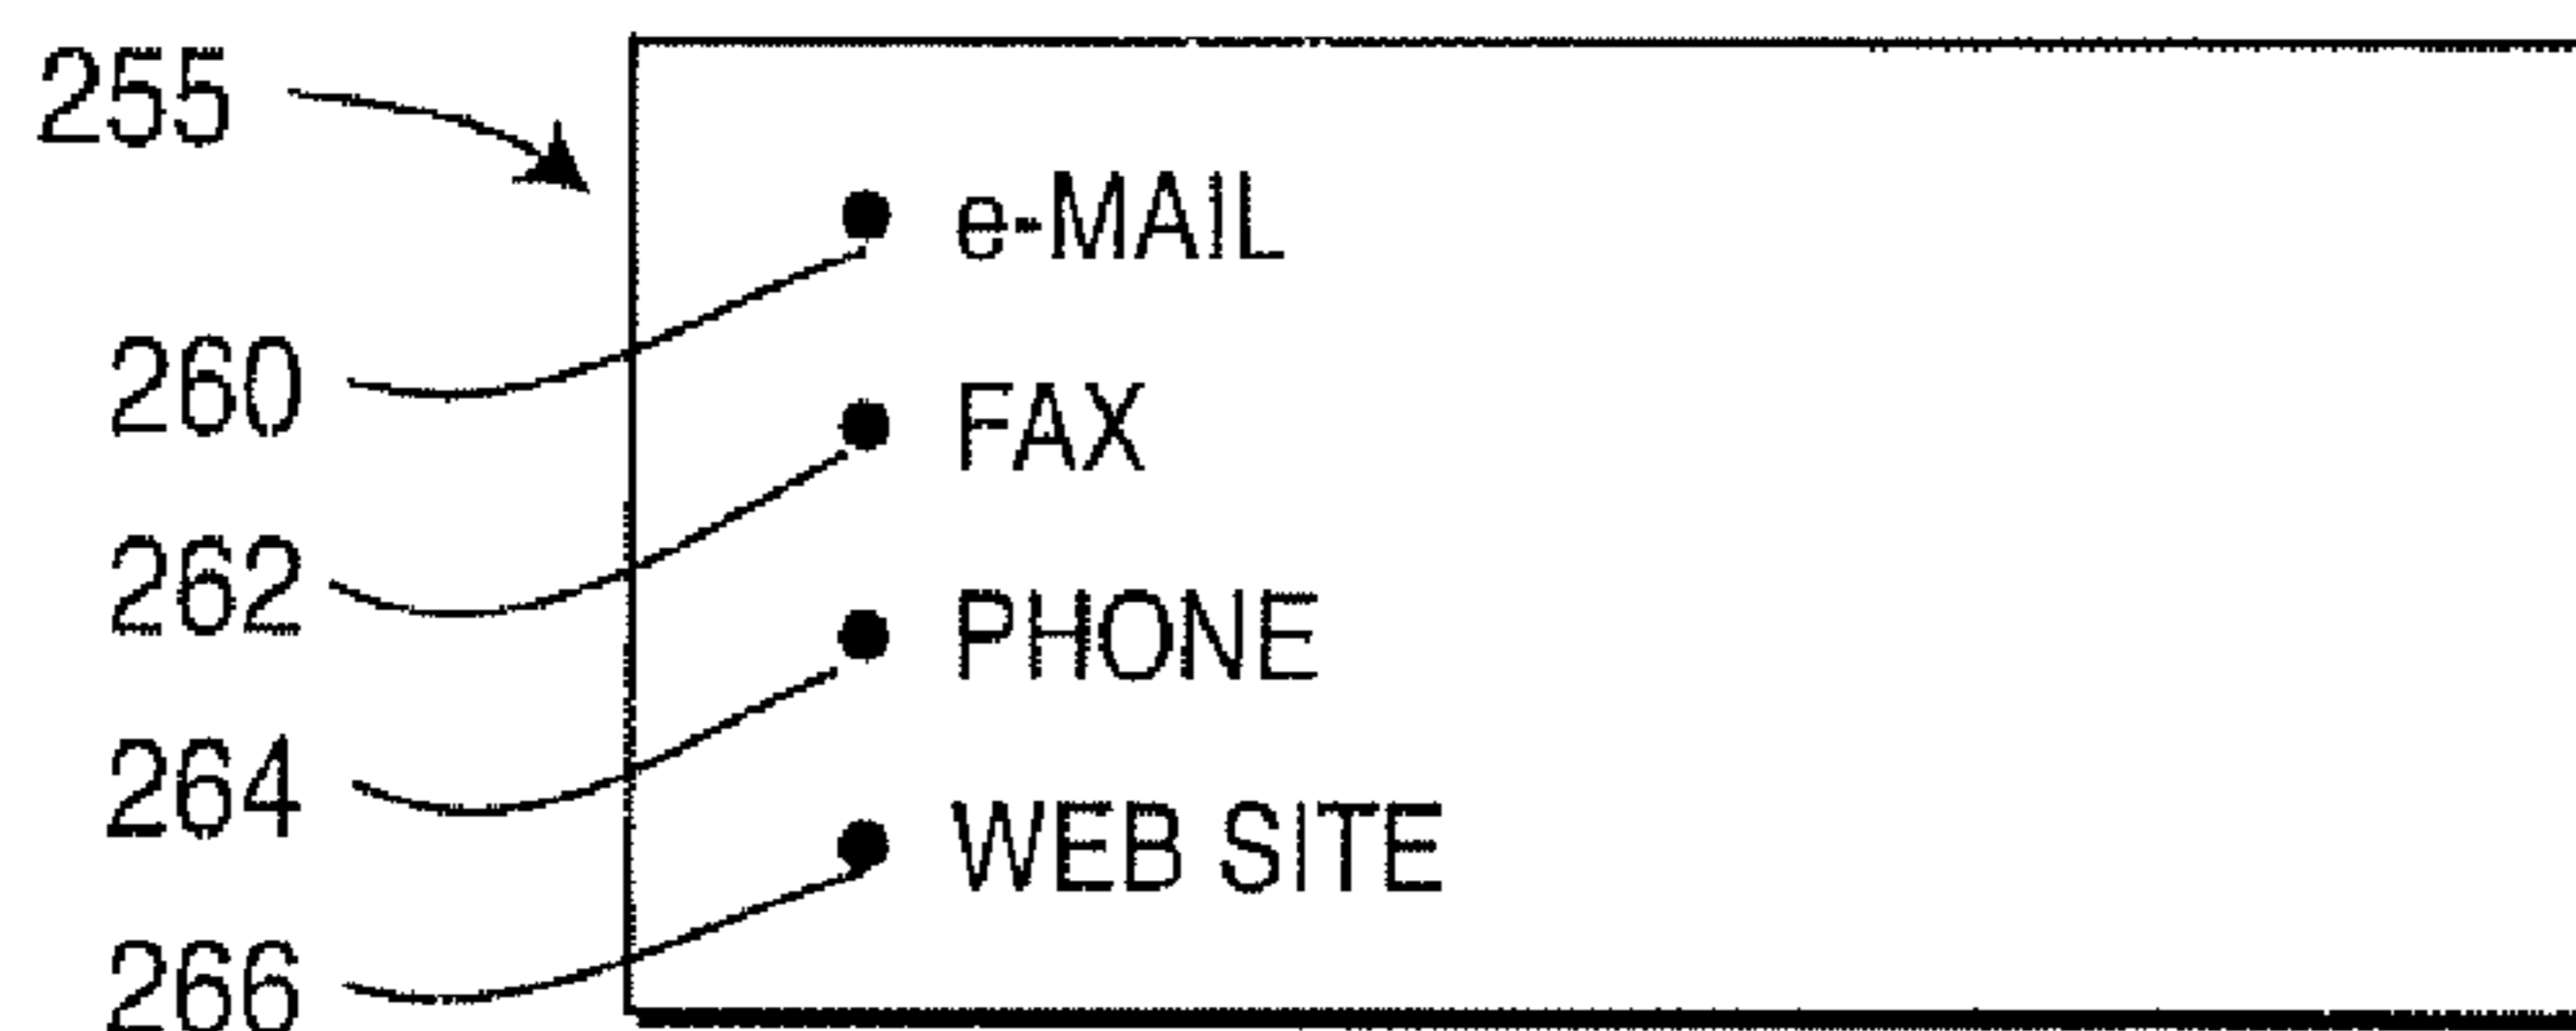 255
● e-MAIL
260
● FAX
262
● PHONE
264
● WEB SITE
266